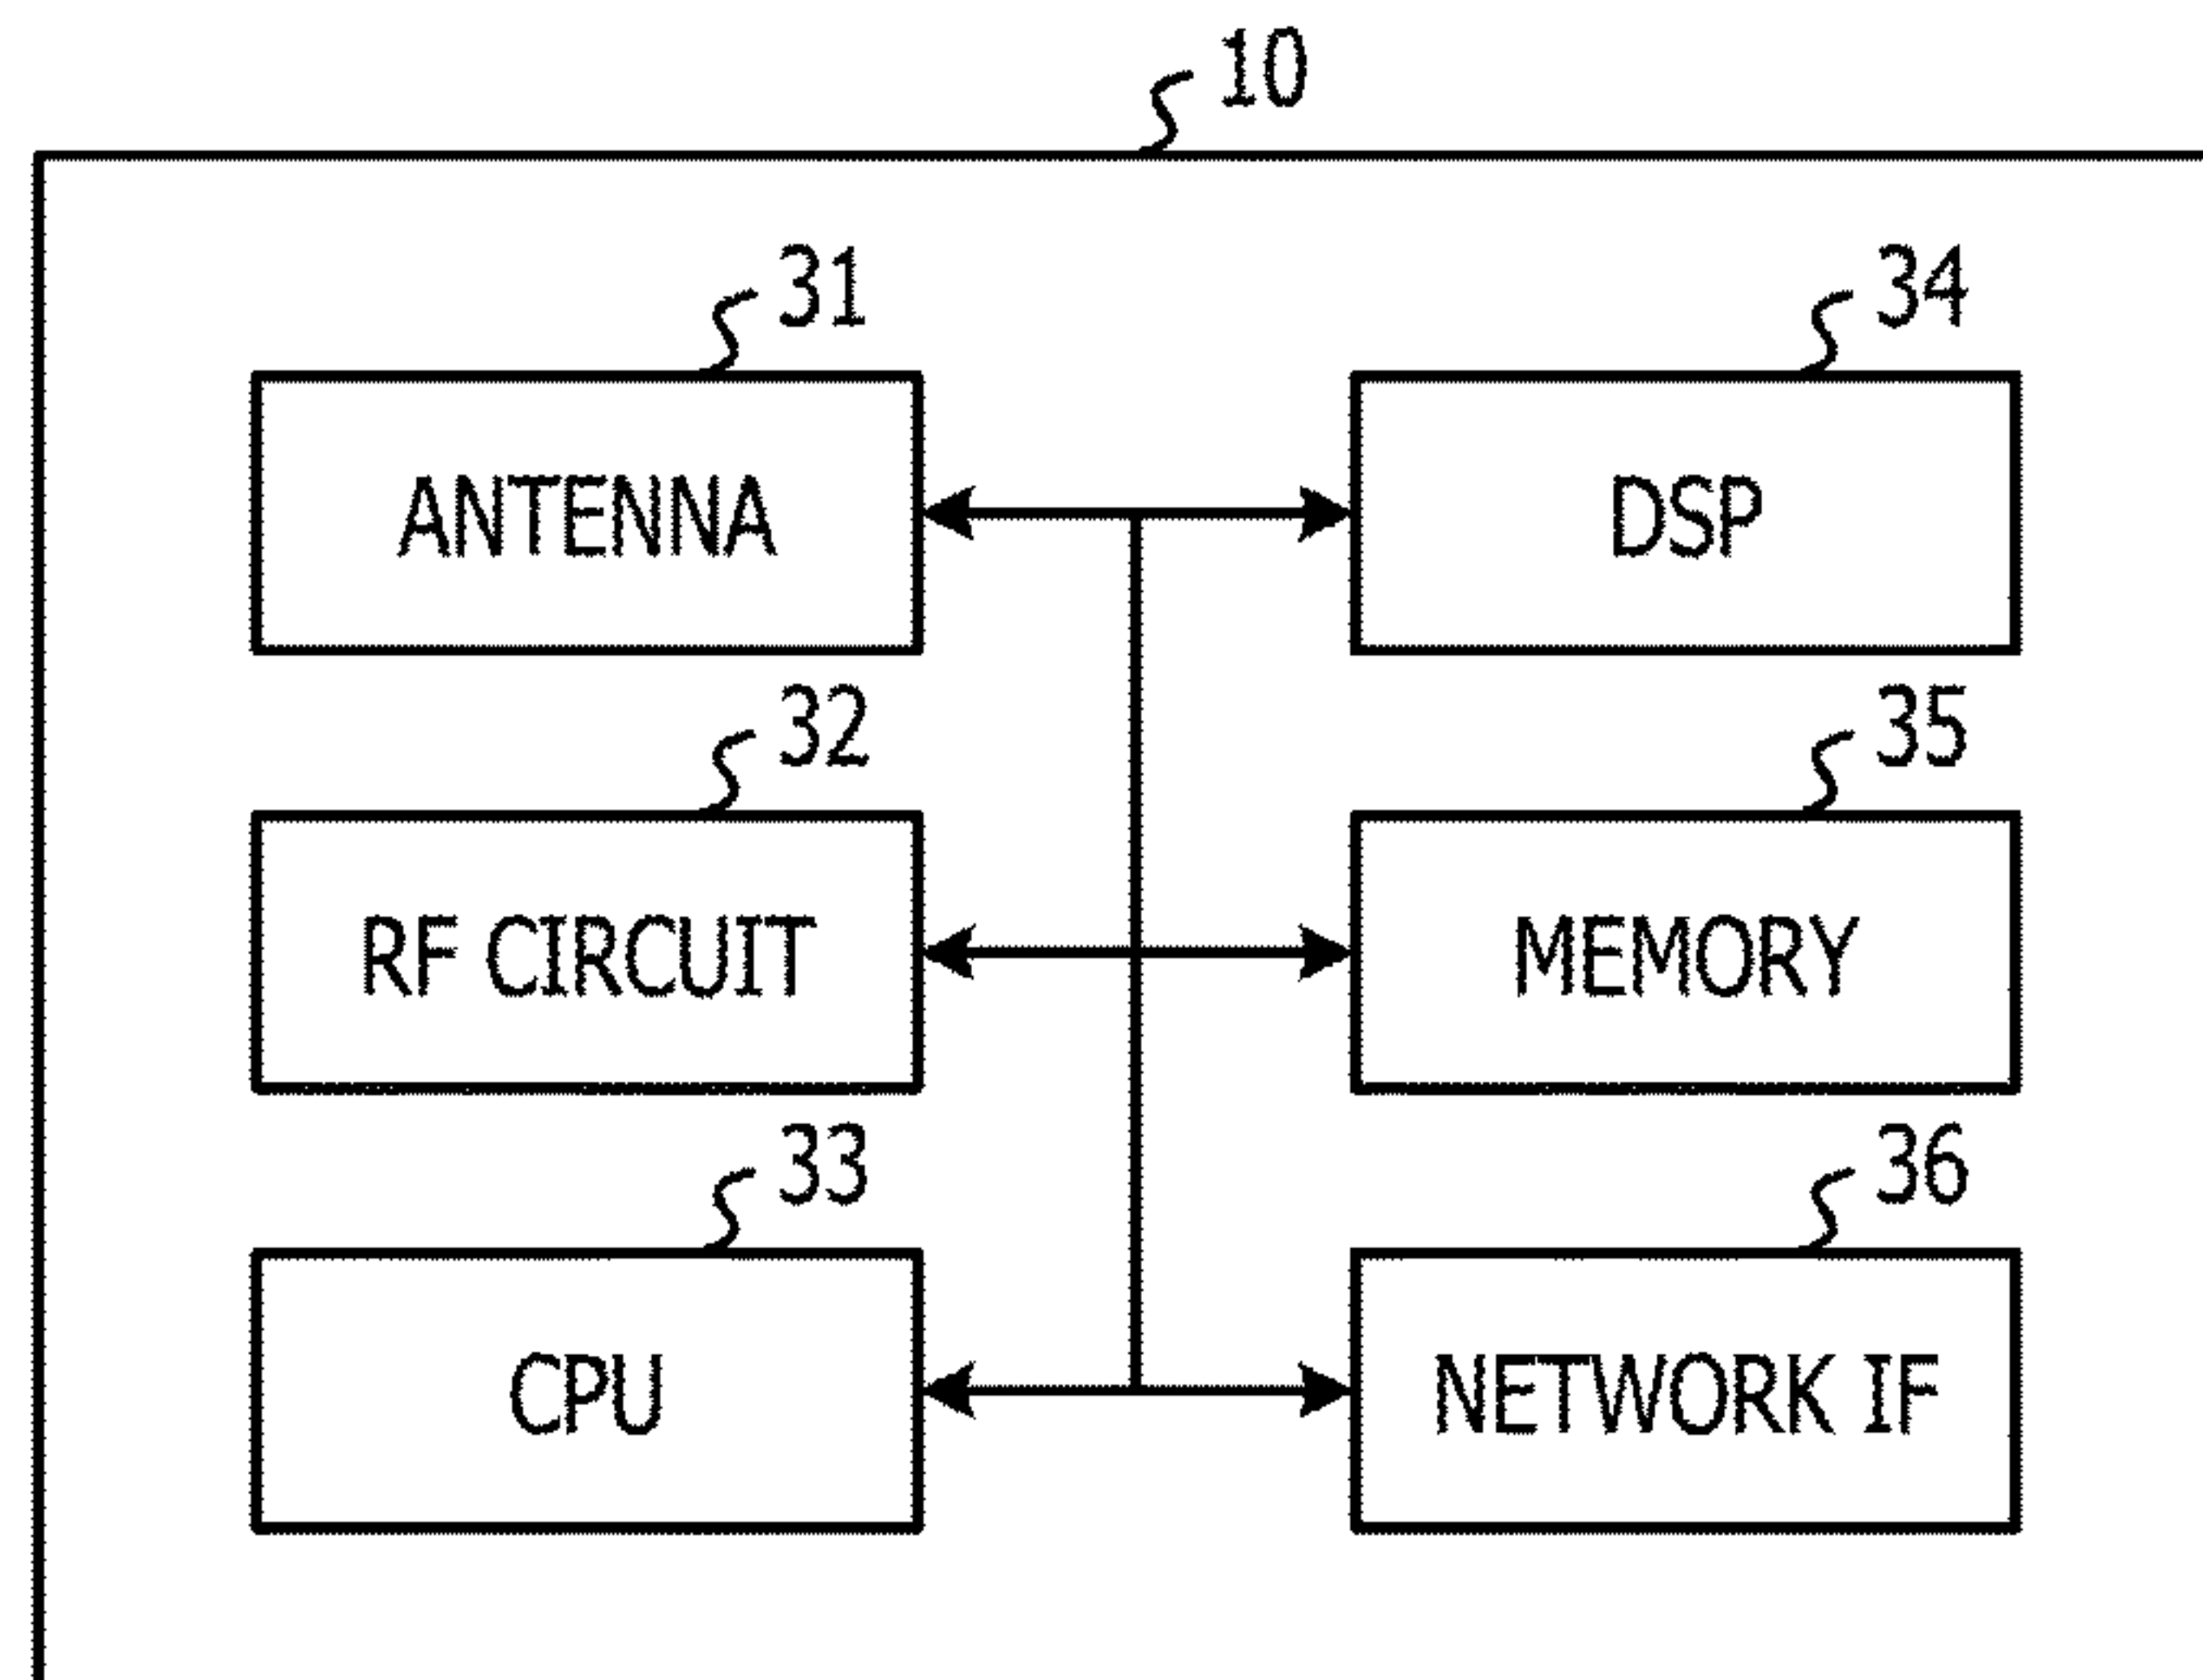 10
31
34
ANTENNA
DSP
32
35
RF CIRCUIT
MEMORY
33
36
CPU
NETWORK IF